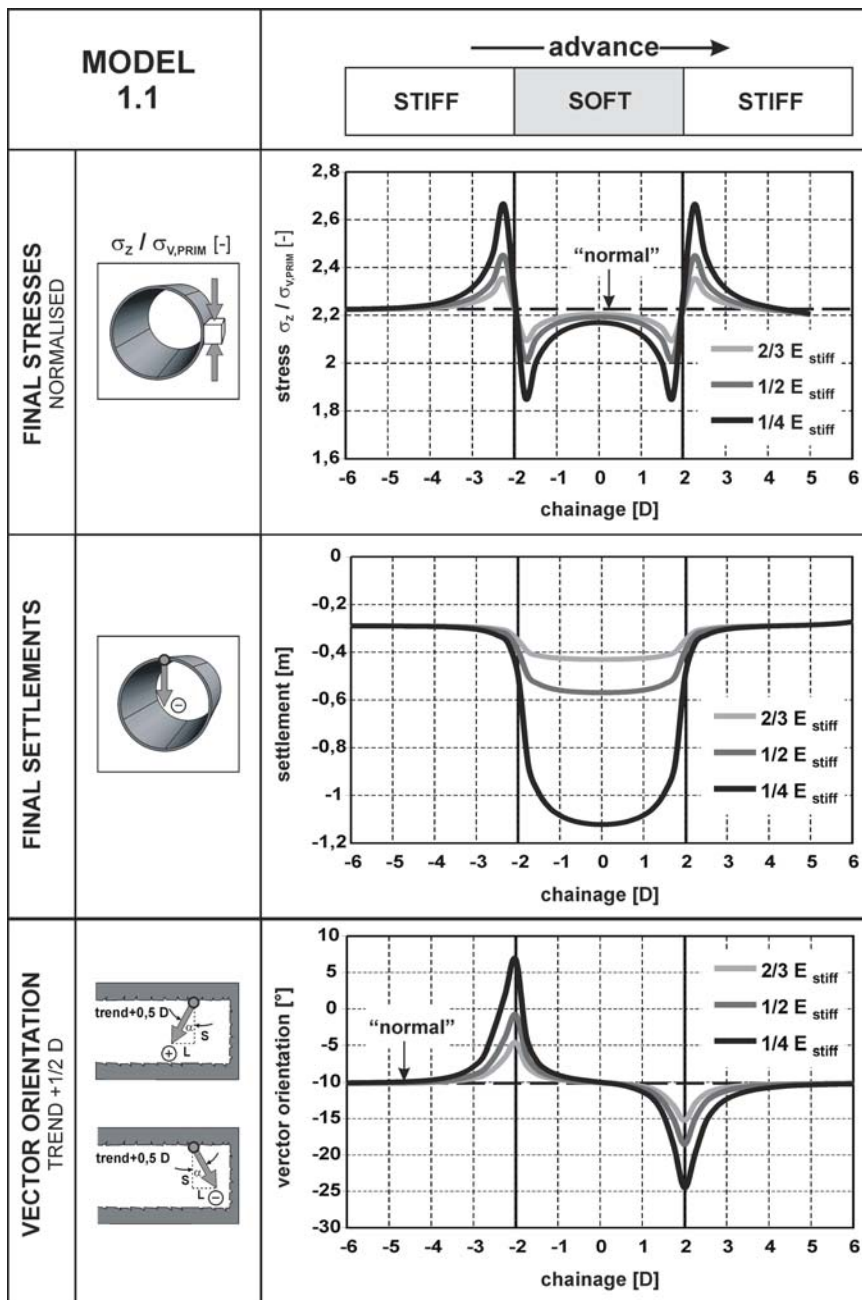 MODEL
1.1
advance
STIFF
SOFT
STIFF
FINAL STRESSES
NORMALISED
σZ / σV,PRIM [-]
stress σZ / σV,PRIM [-]
2,8
2,6
2,4
2,2
2
1,8
1,6
"normal"
2/3 E stiff
1/2 E stiff
1/4 E stiff
-6 -5 -4 -3 -2 -1 0 1 2 3 4 5 6
chainage [D]
FINAL SETTLEMENTS
-
settlement [m]
0
-0,2
-0,4
-0,6
-0,8
-1
-1,2
2/3 E stiff
1/2 E stiff
1/4 E stiff
-6 -5 -4 -3 -2 -1 0 1 2 3 4 5 6
chainage [D]
VECTOR ORIENTATION
TREND +1/2 D
trend+0,5 D
α
S
L
+
trend+0,5 D
S
α
L
-
verctor orientation [°]
10
5
0
-5
-10
-15
-20
-25
-30
"normal"
2/3 E stiff
1/2 E stiff
1/4 E stiff
-6 -5 -4 -3 -2 -1 0 1 2 3 4 5 6
chainage [D]